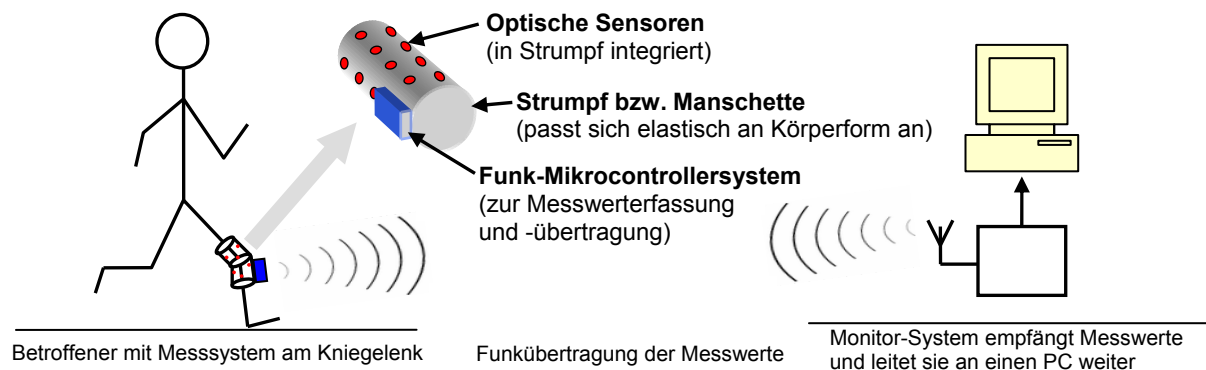 Optische Sensoren
(in Strumpf integriert)
Strumpf bzw. Manschette
(passt sich elastisch an Körperform an)
Funk-Mikrocontrollersystem
(zur Messwerterfassung
und -übertragung)
Betroffener mit Messsystem am Kniegelenk
Funkübertragung der Messwerte
Monitor-System empfängt Messwerte
und leitet sie an einen PC weiter